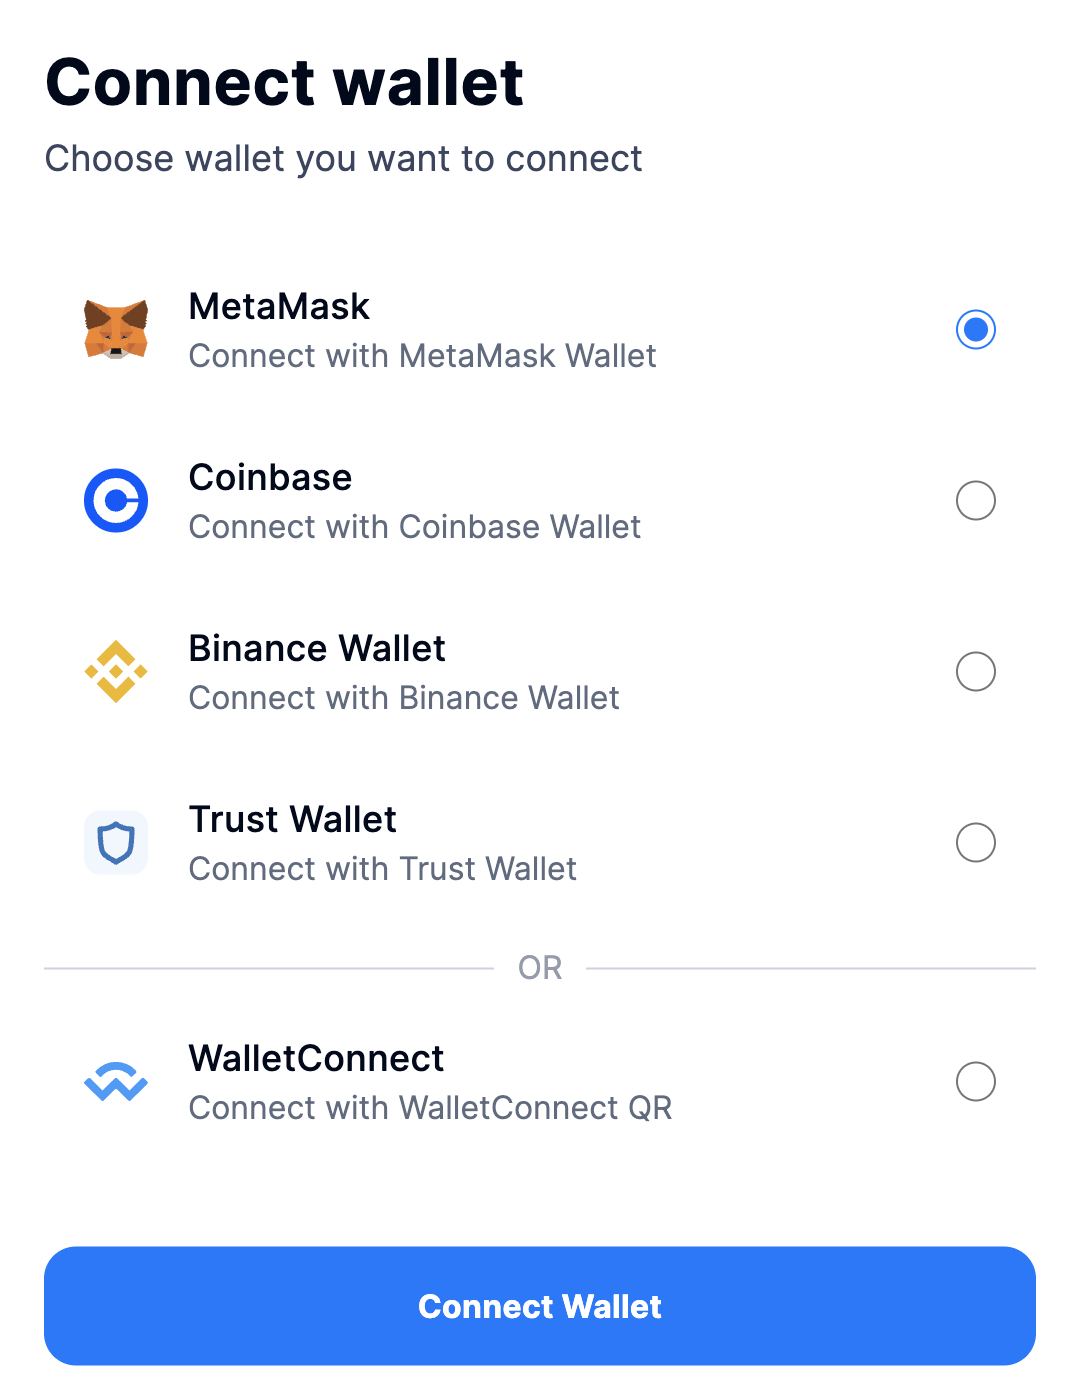 Connect wallet
Choose wallet you want to connect
MetaMask
Connect with MetaMask Wallet
Coinbase
Connect with Coinbase Wallet
Binance Wallet
Connect with Binance Wallet
Trust Wallet
Connect with Trust Wallet
OR
WalletConnect
Connect with WalletConnect QR
Connect Wallet